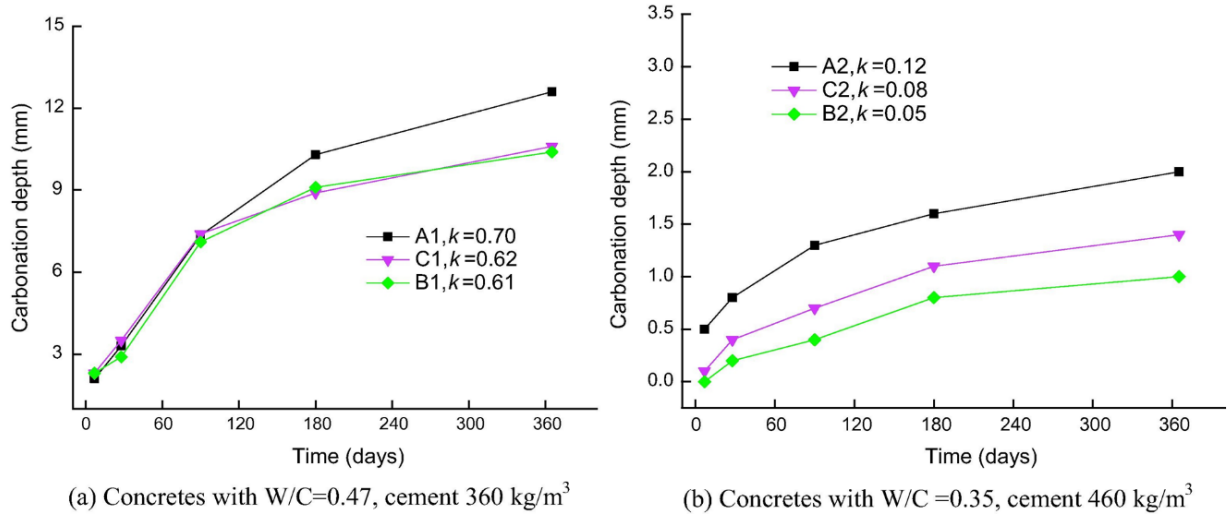 15
12
9
6
3
Carbonation depth (mm)
A1,k=0.70
C1,k=0.62
B1,k=0.61
0 60 120 180 240 300 360
Time (days)
(a) Concretes with W/C=0.47, cement 360 kg/m³
3.5
3.0
2.5
2.0
1.5
1.0
0.5
0.0
Carbonation depth (mm)
A2,k=0.12
C2,k=0.08
B2,k=0.05
0 60 120 180 240 300 360
Time (days)
(b) Concretes with W/C =0.35, cement 460 kg/m³